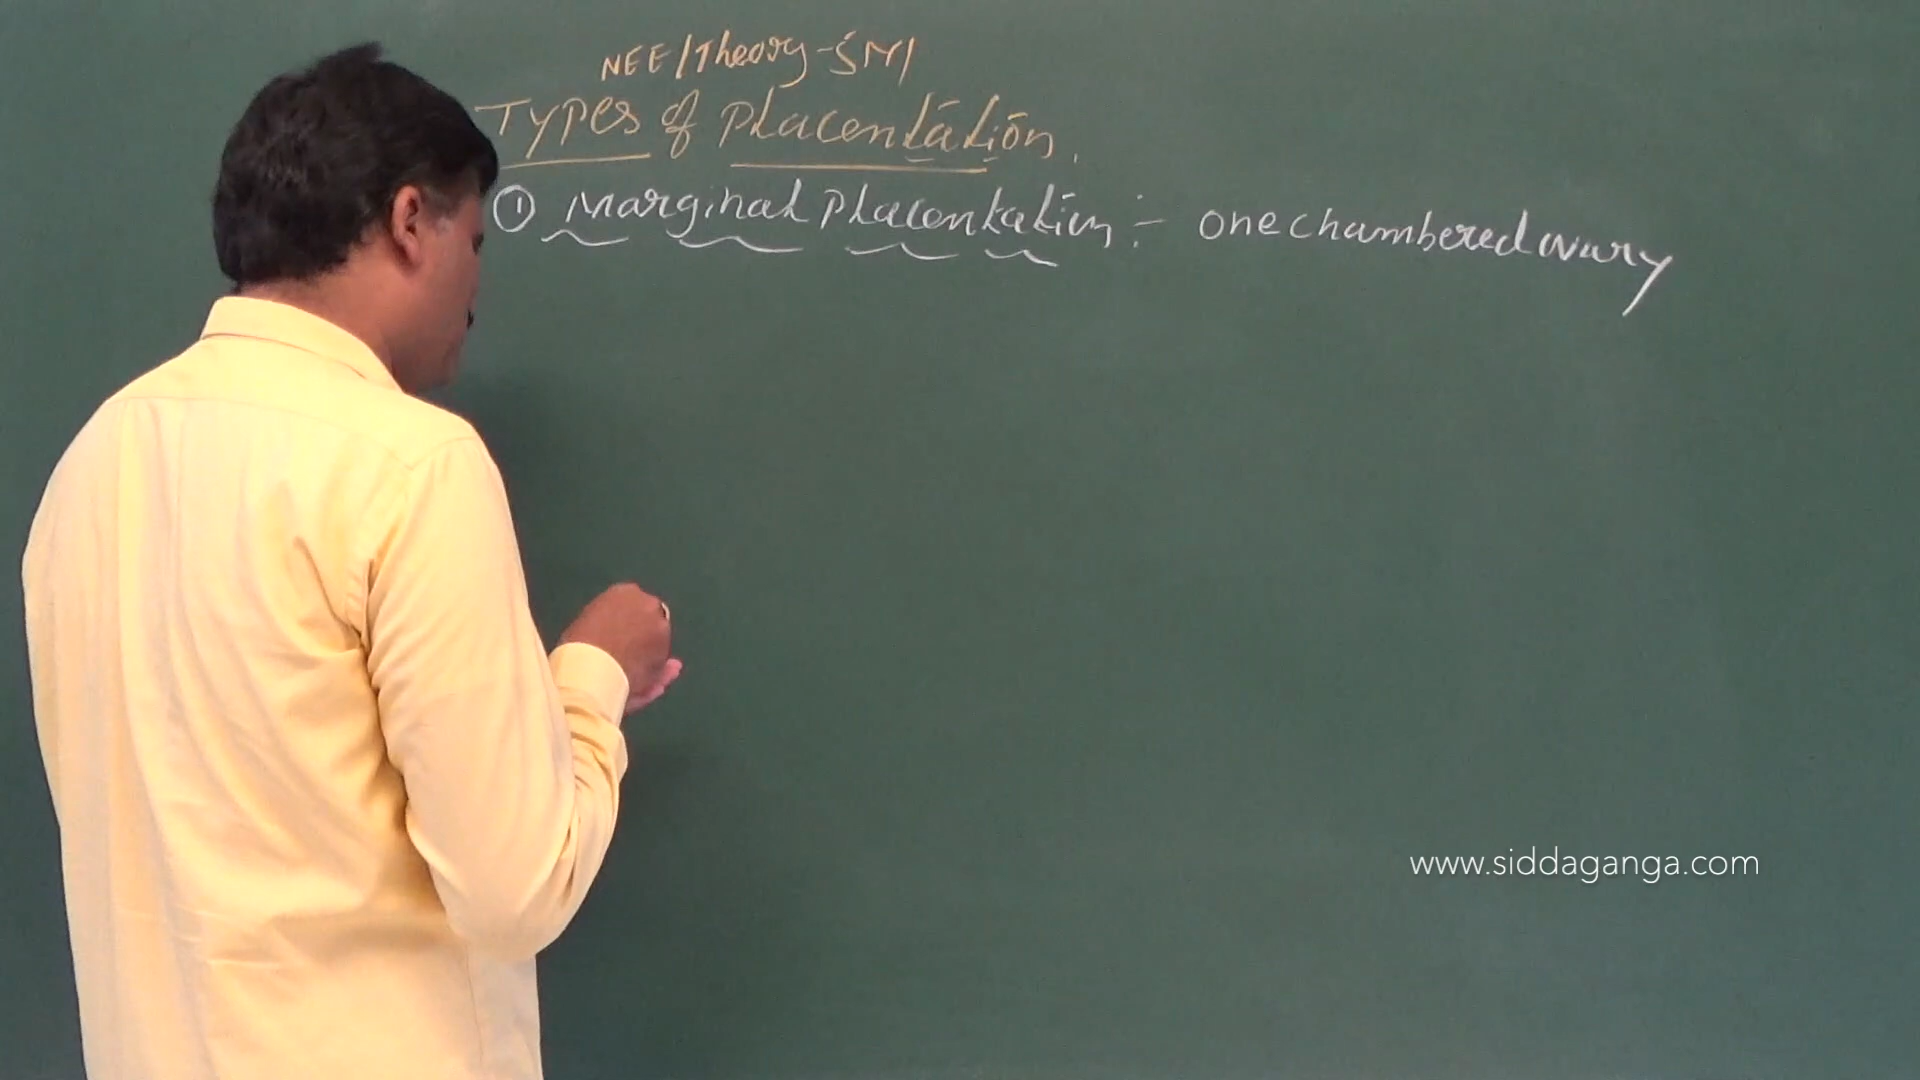 NEE/Theory-SM/
Types of placentation.
① Marginal placentation :- one chambered ovary
www.siddaganga.com